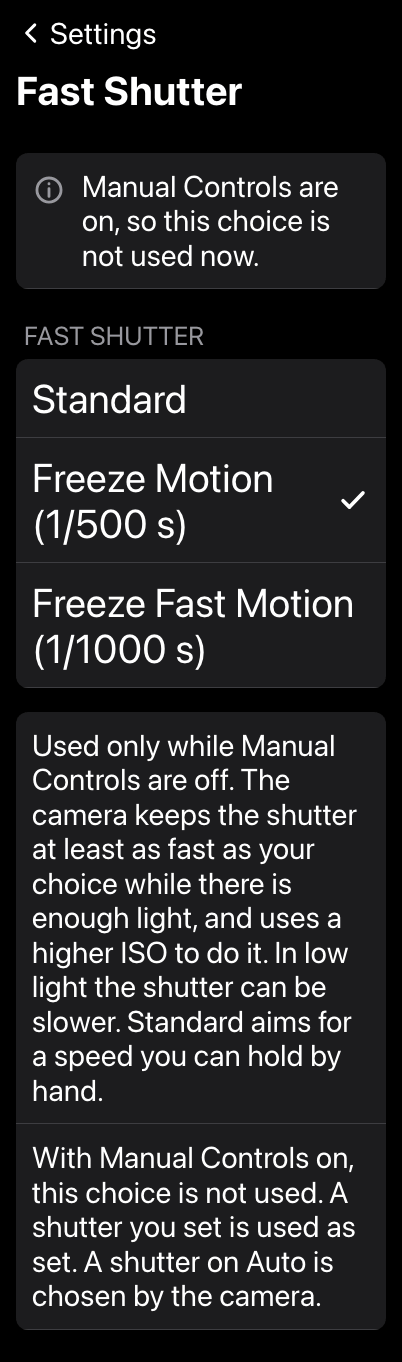 Settings
Fast Shutter
Manual Controls are
on, so this choice is
not used now.
FAST SHUTTER
Standard
Freeze Motion
(1/500 s)
Freeze Fast Motion
(1/1000 s)
Used only while Manual
Controls are off. The
camera keeps the shutter
at least as fast as your
choice while there is
enough light, and uses a
higher ISO to do it. In low
light the shutter can be
slower. Standard aims for
a speed you can hold by
hand.
With Manual Controls on,
this choice is not used. A
shutter you set is used as
set. A shutter on Auto is
chosen by the camera.